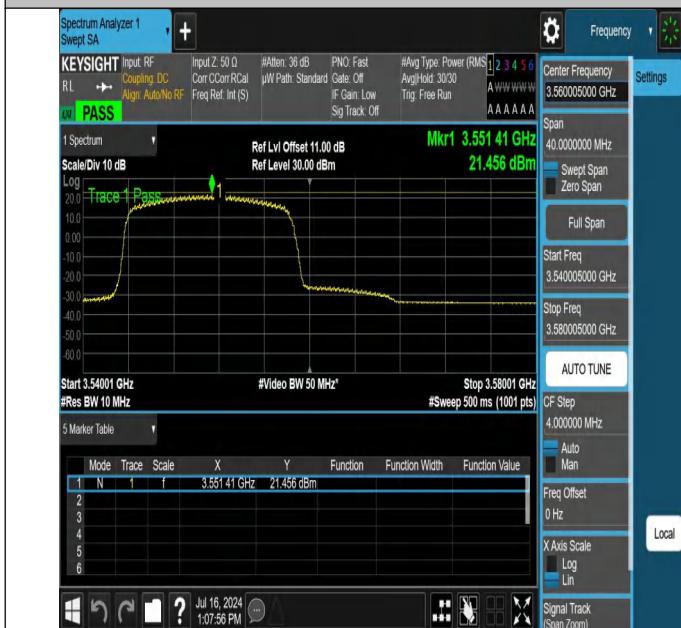 Spectrum Analyzer 1
Swept SA
+
Frequency
KEYSIGHT
RL
PASS
Input: RF
Coupling: DC
Align: Auto/No RF
Input Z: 50 Ω
Corr CCorr RCal
Freq Ref: Int (S)
#Atten: 36 dB
µW Path: Standard
PNO: Fast
Gate: Off
IF Gain: Low
Sig Track: Off
#Avg Type: Power (RMS
Avg|Hold: 30/30
Trig: Free Run
1 2 3 4 5 6
A W W W W W
A A A A A A
1 Spectrum
Scale/Div 10 dB
Ref Lvl Offset 11.00 dB
Ref Level 30.00 dBm
Mkr1 3.551 41 GHz
21.456 dBm
Log
Trace 1 Pass
1
20.0
10.0
0.00
-10.0
-20.0
-30.0
-40.0
-50.0
-60.0
Start 3.54001 GHz
#Res BW 10 MHz
#Video BW 50 MHz*
Stop 3.58001 GHz
#Sweep 500 ms (1001 pts)
5 Marker Table
Mode Trace Scale X Y Function Function Width Function Value
1 N 1 f 3.551 41 GHz 21.456 dBm
2
3
4
5
6
Jul 16, 2024
1:07:56 PM
Center Frequency
3.560005000 GHz
Settings
Span
40.0000000 MHz
Swept Span
Zero Span
Full Span
Start Freq
3.540005000 GHz
Stop Freq
3.580005000 GHz
AUTO TUNE
CF Step
4.000000 MHz
Auto
Man
Freq Offset
0 Hz
Local
X Axis Scale
Log
Lin
Signal Track
(Span Zoom)